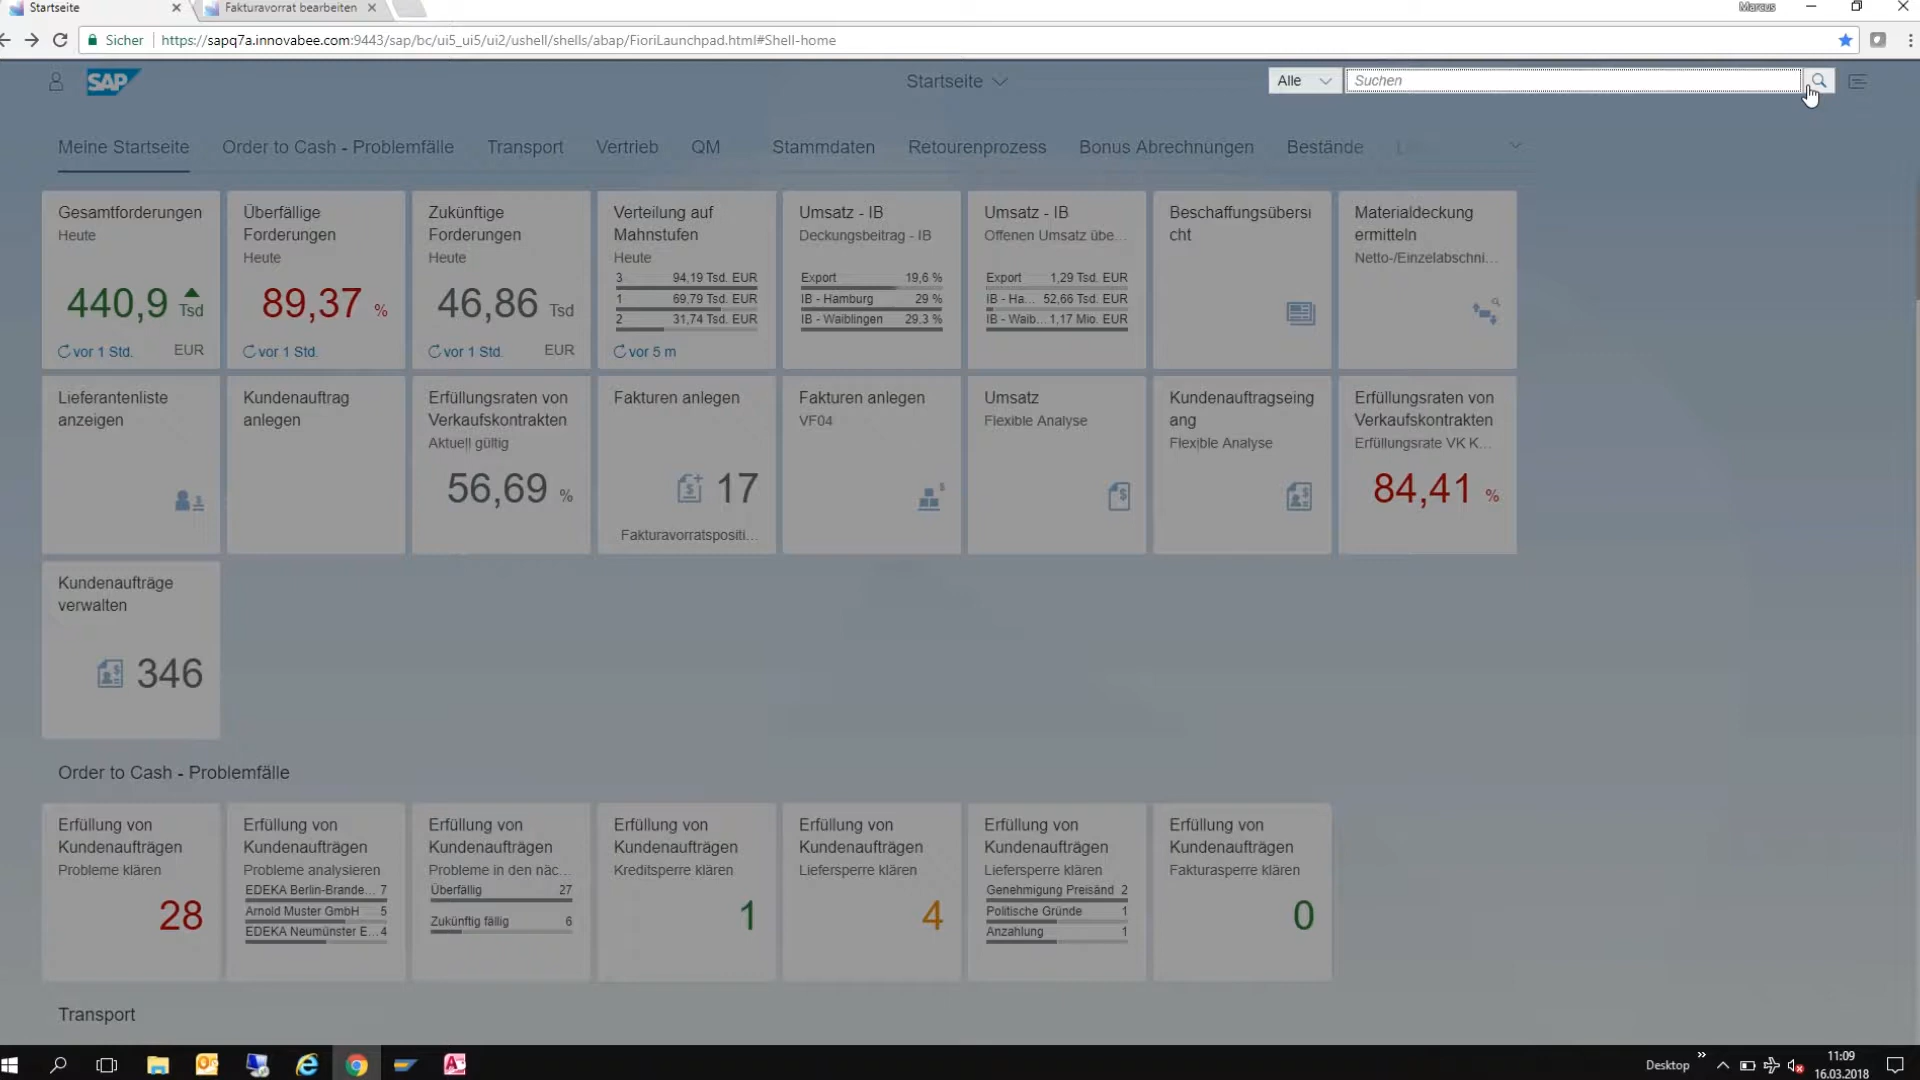 Startseite
Fakturavorrat bearbeiten
Marcus
Sicher
https://sapq7a.innovabee.com:9443/sap/bc/ui5_ui5/ui2/ushell/shells/abap/FioriLaunchpad.html#Shell-home
SAP
Startseite
Alle
Suchen
Meine Startseite
Order to Cash - Problemfälle
Transport
Vertrieb
QM
Stammdaten
Retourenprozess
Bonus Abrechnungen
Bestände
Gesamtforderungen
Heute
440,9
Tsd
vor 1 Std.
EUR
Überfällige
Forderungen
Heute
89,37 %
vor 1 Std.
Zukünftige
Forderungen
Heute
46,86 Tsd
vor 1 Std.
EUR
Verteilung auf
Mahnstufen
Heute
3 94,19 Tsd. EUR
1 69,79 Tsd. EUR
2 31,74 Tsd. EUR
vor 5 m
Umsatz - IB
Deckungsbeitrag - IB
Export 19,6 %
IB - Hamburg 29 %
IB - Waiblingen 29,3 %
Umsatz - IB
Offenen Umsatz übe...
Export 1,29 Tsd. EUR
IB - Ha... 52,66 Tsd. EUR
IB - Waib... 1,17 Mio. EUR
Beschaffungsübersi
cht
Materialdeckung
ermitteln
Netto-/Einzelabschni...
Lieferantenliste
anzeigen
Kundenauftrag
anlegen
Erfüllungsraten von
Verkaufskontrakten
Aktuell gültig
56,69 %
Fakturen anlegen
17
Fakturavorratspositi...
Fakturen anlegen
VF04
Umsatz
Flexible Analyse
Kundenauftragseing
ang
Flexible Analyse
Erfüllungsraten von
Verkaufskontrakten
Erfüllungsrate VK K...
84,41 %
Kundenaufträge
verwalten
346
Order to Cash - Problemfälle
Erfüllung von
Kundenaufträgen
Probleme klären
28
Erfüllung von
Kundenaufträgen
Probleme analysieren
EDEKA Berlin-Brande... 7
Arnold Muster GmbH 5
EDEKA Neumünster E... 4
Erfüllung von
Kundenaufträgen
Probleme in den näc...
Überfällig 27
Zukünftig fällig 6
Erfüllung von
Kundenaufträgen
Kreditsperre klären
1
Erfüllung von
Kundenaufträgen
Liefersperre klären
4
Erfüllung von
Kundenaufträgen
Liefersperre klären
Genehmigung Preisänd 2
Politische Gründe 1
Anzahlung 1
Erfüllung von
Kundenaufträgen
Fakturasperre klären
0
Transport
Desktop
11:09
16.03.2018